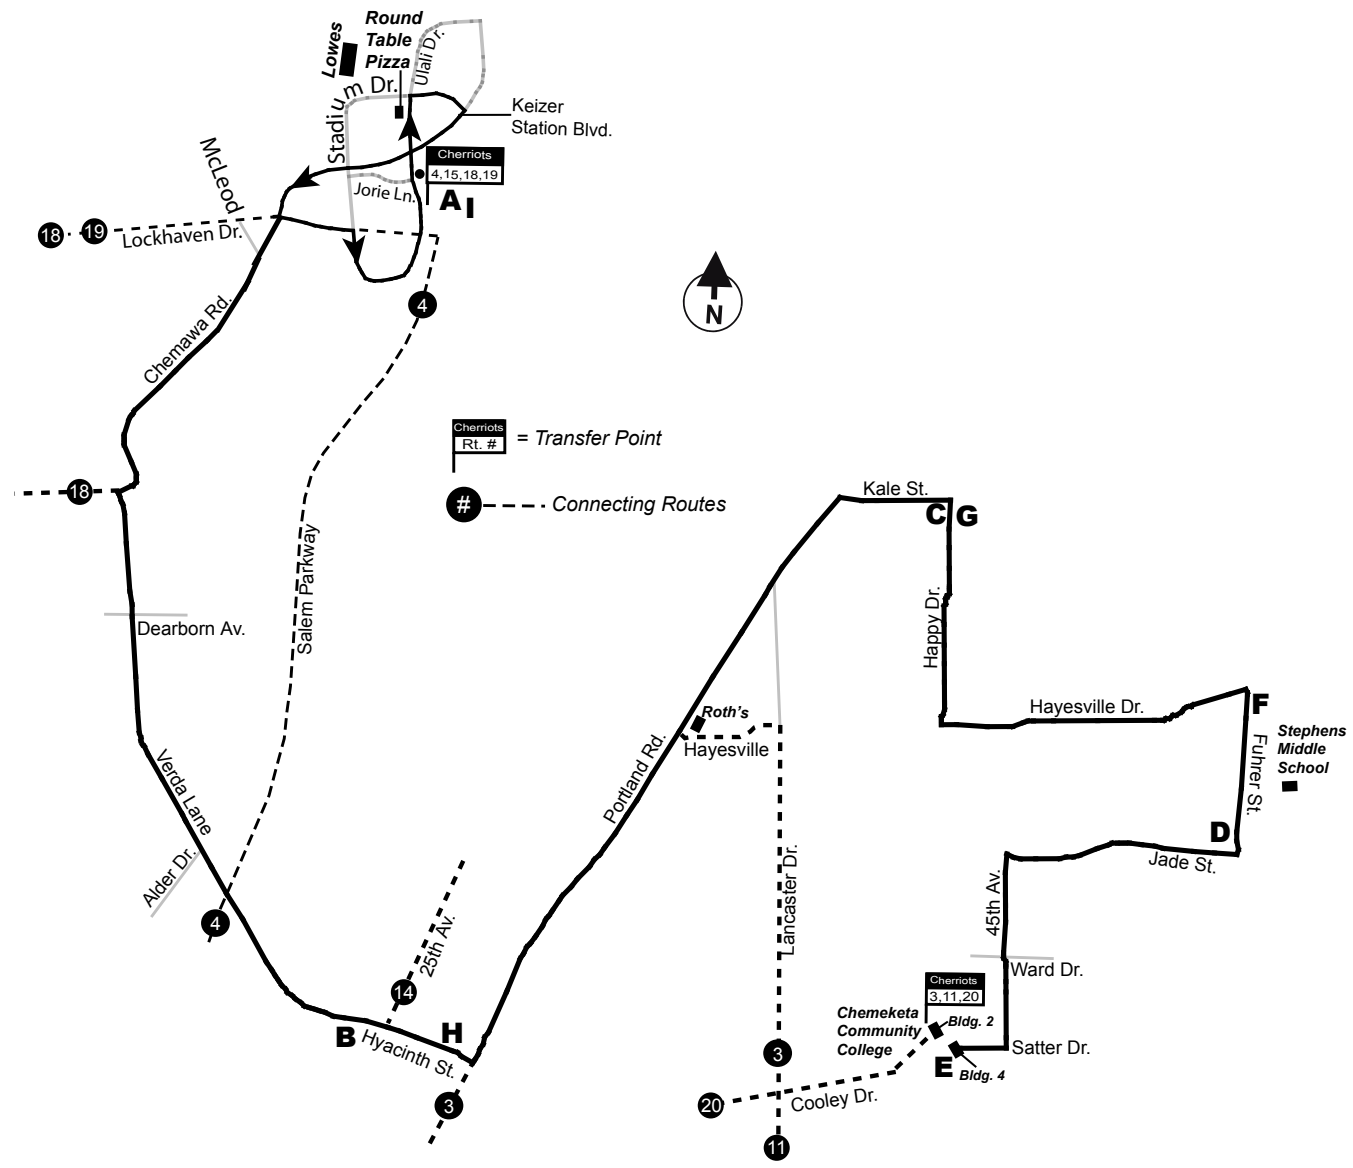 Round
Table
Pizza
Lowes
Ulali Dr.
Stadium Dr.
Keizer
Station Blvd.
McLeod
Cherriots
4,15,18,19
Jorie Ln.
A I
18
19
Lockhaven Dr.
4
N
Chemawa Rd.
Cherriots
Rt. #
= Transfer Point
18
#
Connecting Routes
Kale St.
C G
Salem Parkway
Happy Dr.
Dearborn Av.
Hayesville Dr.
F
Roth's
Hayesville
Fuhrer St.
Stephens
Middle
School
Portland Rd.
Verda Lane
D
Jade St.
Alder Dr.
4
Lancaster Dr.
45th Av.
25th Av.
14
Ward Dr.
Cherriots
3,11,20
Chemeketa
Community
College
Bldg. 2
B
H
Hyacinth St.
Satter Dr.
E
Bldg. 4
3
3
20
Cooley Dr.
11